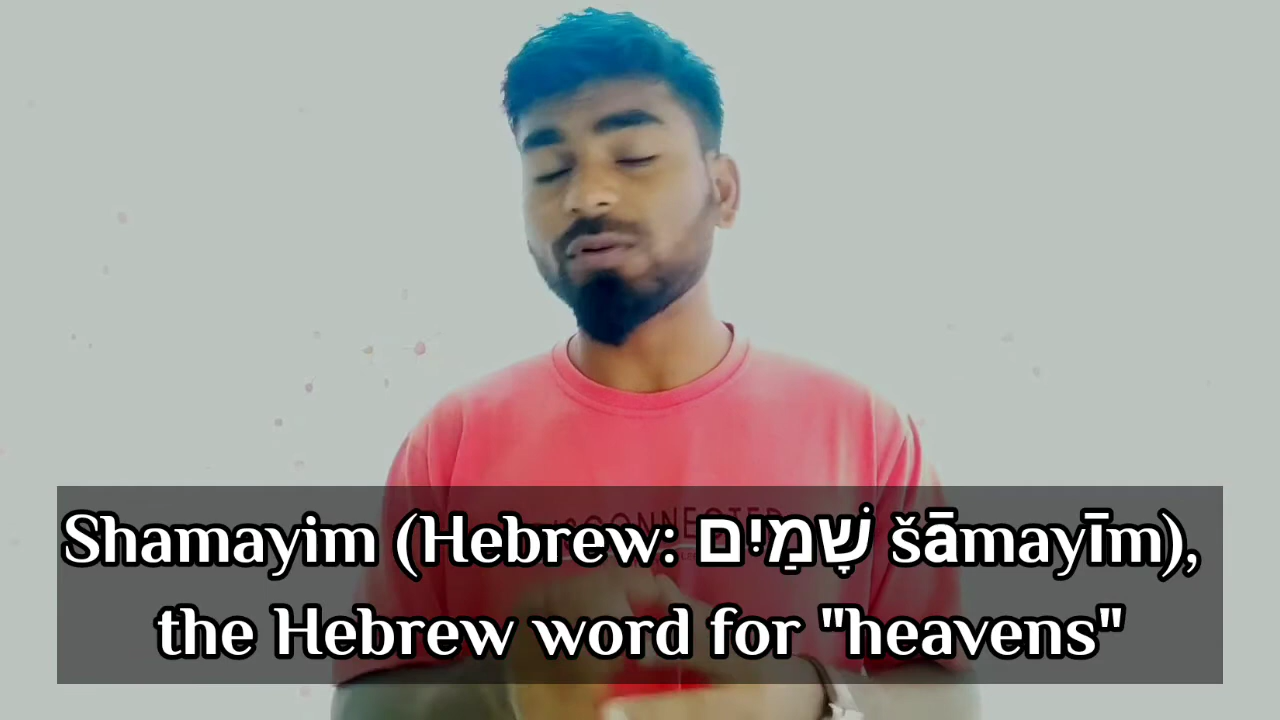 Shamayim (Hebrew: שָׁמַיִם šāmayīm),
the Hebrew word for "heavens"